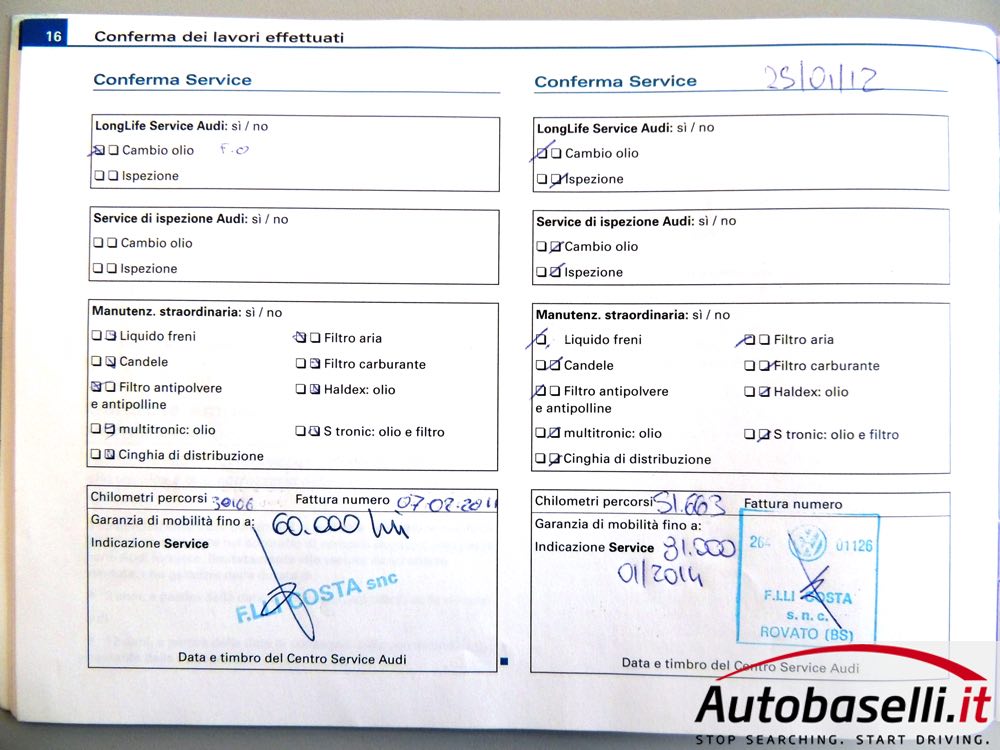 16 Conferma dei lavori effettuati
Conferma Service
LongLife Service Audi: sì / no
Cambio olio F.O
Ispezione
Service di ispezione Audi: sì / no
Cambio olio
Ispezione
Manutenz. straordinaria: sì / no
Liquido freni Filtro aria
Candele Filtro carburante
Filtro antipolvere Haldex: olio
e antipolline
multitronic: olio S tronic: olio e filtro
Cinghia di distribuzione
Chilometri percorsi Fattura numero 07-02-2011
Garanzia di mobilità fino a: 60.000 km
Indicazione Service
F.LLI COSTA snc
Data e timbro del Centro Service Audi
Conferma Service 25/01/12
LongLife Service Audi: sì / no
Cambio olio
Ispezione
Service di ispezione Audi: sì / no
Cambio olio
Ispezione
Manutenz. straordinaria: sì / no
Liquido freni Filtro aria
Candele Filtro carburante
Filtro antipolvere Haldex: olio
e antipolline
multitronic: olio S tronic: olio e filtro
Cinghia di distribuzione
Chilometri percorsi 51.663 Fattura numero
Garanzia di mobilità fino a:
Indicazione Service 81.000
01/2014
264 01126
F.LLI COSTA
s.n.c.
ROVATO (BS)
Data e timbro del Centro Service Audi
Autobaselli.it
STOP SEARCHING. START DRIVING.